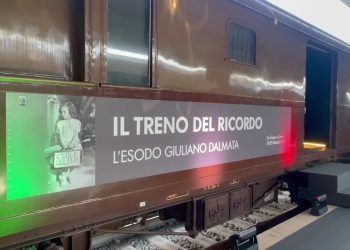 IL TRENO DEL RICORDO
L'ESODO GIULIANO DALMATA